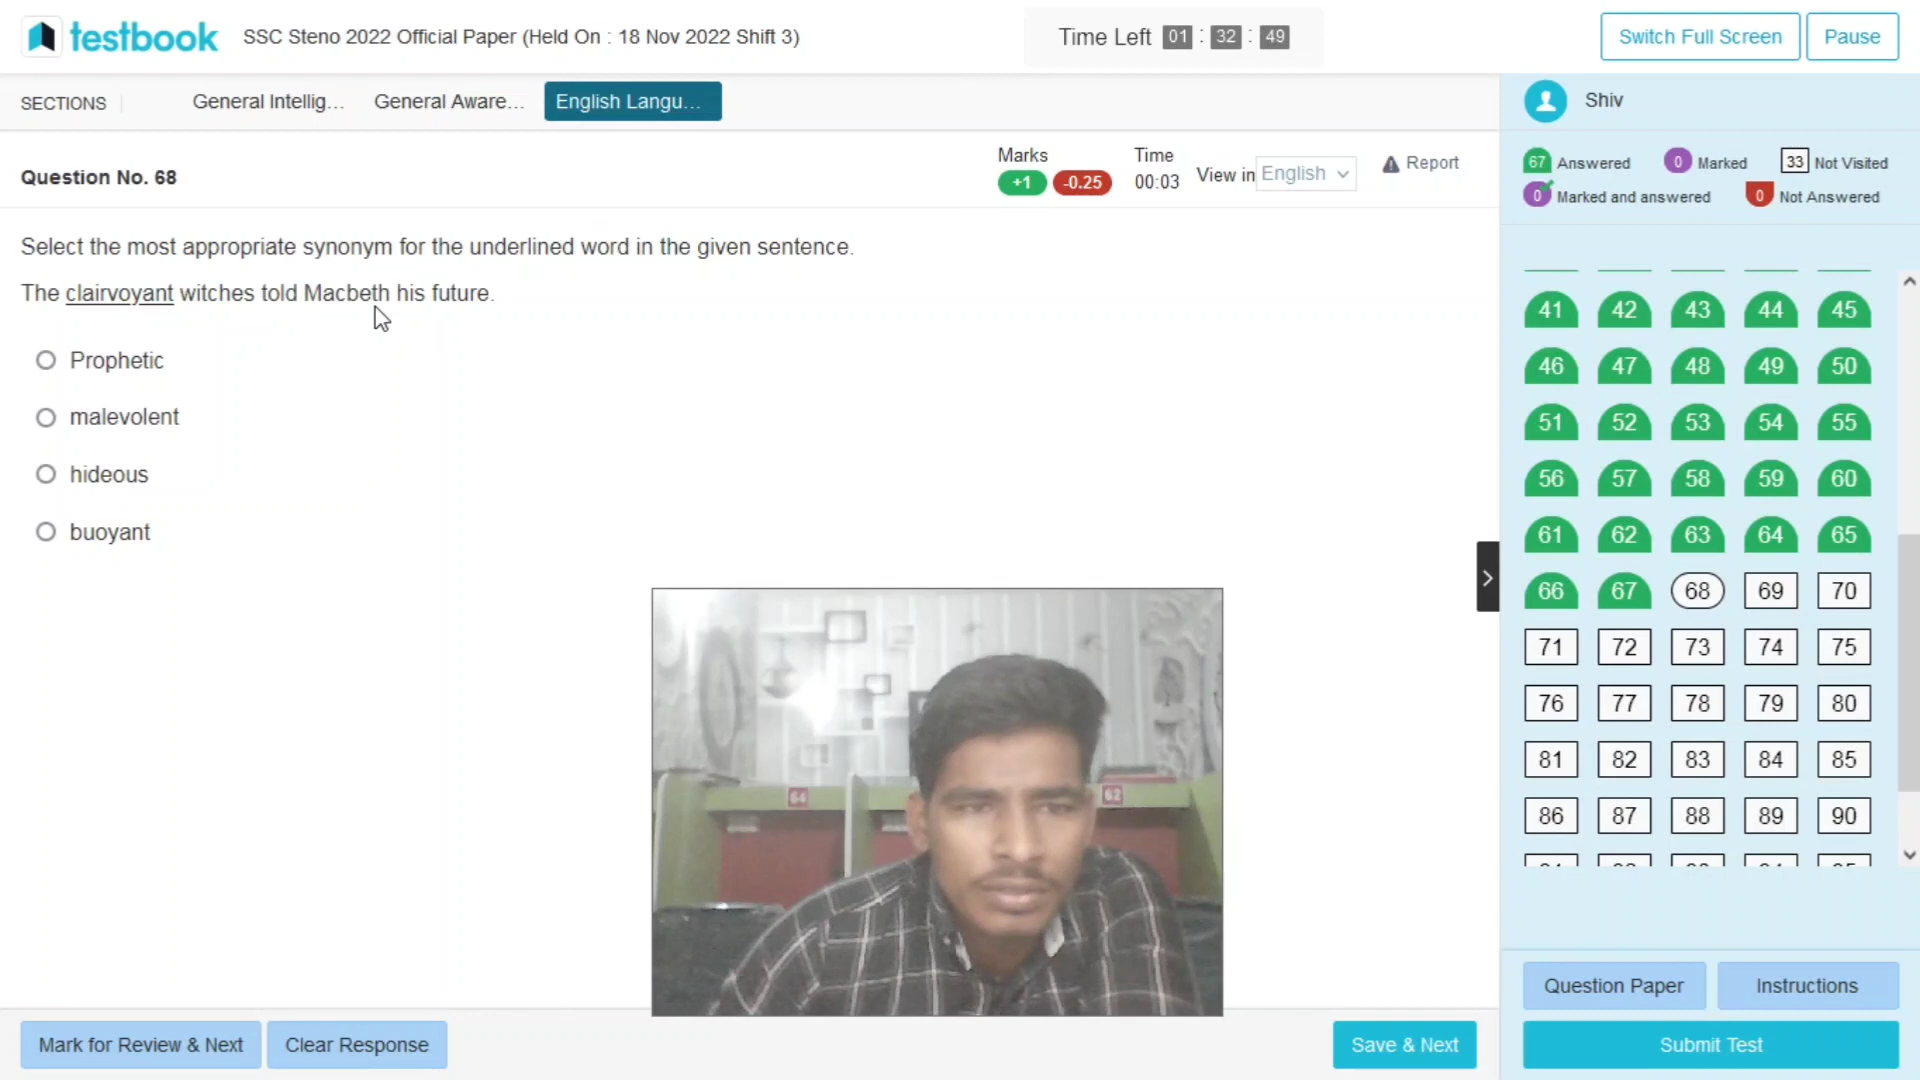 testbook SSC Steno 2022 Official Paper (Held On : 18 Nov 2022 Shift 3) Time Left 01 : 32 : 49 Switch Full Screen Pause
SECTIONS General Intellig... General Aware... English Langu... Shiv
Question No. 68
Marks Time
+1 -0.25 00:03 View in English Report
67 Answered 0 Marked 33 Not Visited
0 Marked and answered 0 Not Answered
Select the most appropriate synonym for the underlined word in the given sentence.
The clairvoyant witches told Macbeth his future.
Prophetic
malevolent
hideous
buoyant
41 42 43 44 45
46 47 48 49 50
51 52 53 54 55
56 57 58 59 60
61 62 63 64 65
66 67 68 69 70
71 72 73 74 75
76 77 78 79 80
81 82 83 84 85
86 87 88 89 90
64 62
Question Paper Instructions
Mark for Review & Next Clear Response Save & Next Submit Test